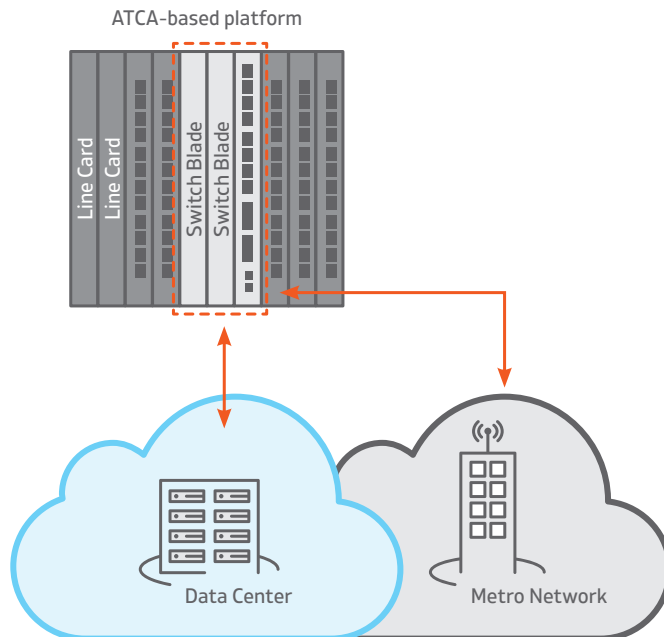 ATCA-based platform
Line Card
Line Card
Switch Blade
Switch Blade
Data Center
Metro Network